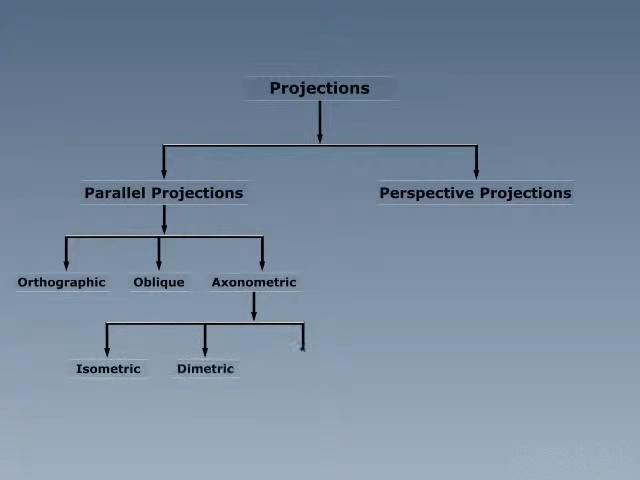 Projections
Parallel Projections
Perspective Projections
Orthographic
Oblique
Axonometric
Isometric
Dimetric